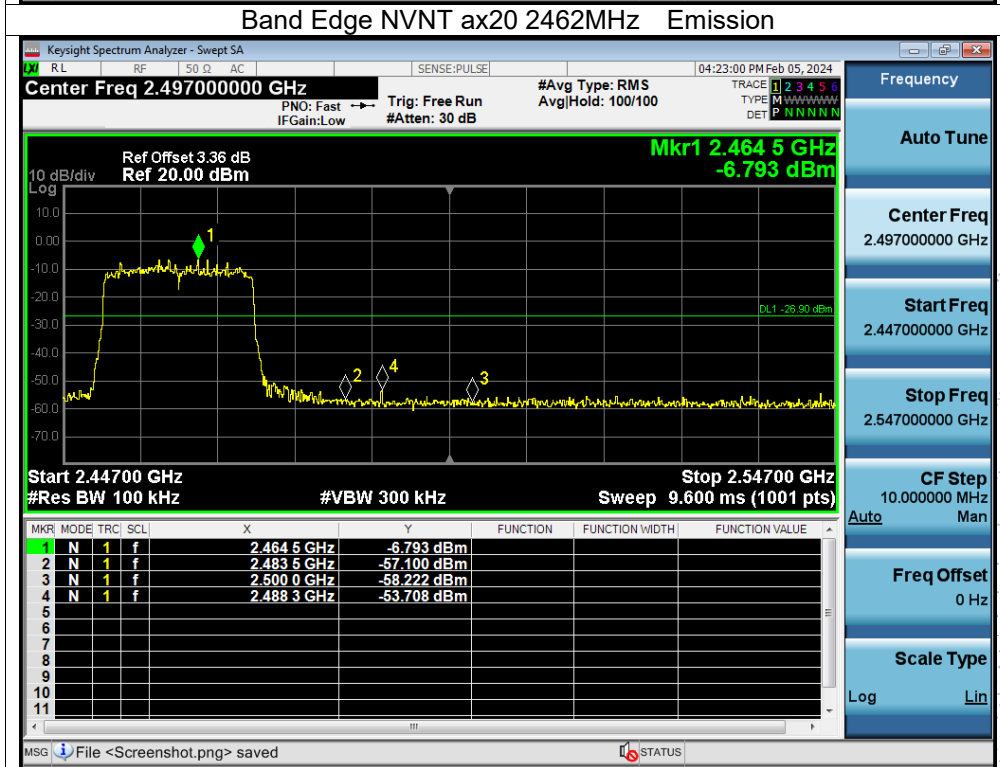 Band Edge NVNT ax20 2462MHz Emission
Keysight Spectrum Analyzer - Swept SA
LXI RL RF 50 Ω AC SENSE:PULSE 04:23:00 PM Feb 05, 2024
Center Freq 2.497000000 GHz
PNO: Fast
IFGain:Low
Trig: Free Run
#Atten: 30 dB
#Avg Type: RMS
Avg|Hold: 100/100
TRACE 1 2 3 4 5 6
TYPE M WWWWW
DET P N N N N N
Mkr1 2.464 5 GHz
-6.793 dBm
Ref Offset 3.36 dB
10 dB/div Ref 20.00 dBm
Log
10.0
0.00
-10.0
-20.0
-30.0
-40.0
-50.0
-60.0
-70.0
1
2
4
3
DL1 -26.90 dBm
Start 2.44700 GHz Stop 2.54700 GHz
#Res BW 100 kHz #VBW 300 kHz Sweep 9.600 ms (1001 pts)
MKR MODE TRC SCL X Y FUNCTION FUNCTION WIDTH FUNCTION VALUE
1 N 1 f 2.464 5 GHz -6.793 dBm
2 N 1 f 2.483 5 GHz -57.100 dBm
3 N 1 f 2.500 0 GHz -58.222 dBm
4 N 1 f 2.488 3 GHz -53.708 dBm
5
6
7
8
9
10
11
MSG File <Screenshot.png> saved STATUS
Frequency
Auto Tune
Center Freq
2.497000000 GHz
Start Freq
2.447000000 GHz
Stop Freq
2.547000000 GHz
CF Step
10.000000 MHz
Auto Man
Freq Offset
0 Hz
Scale Type
Log Lin